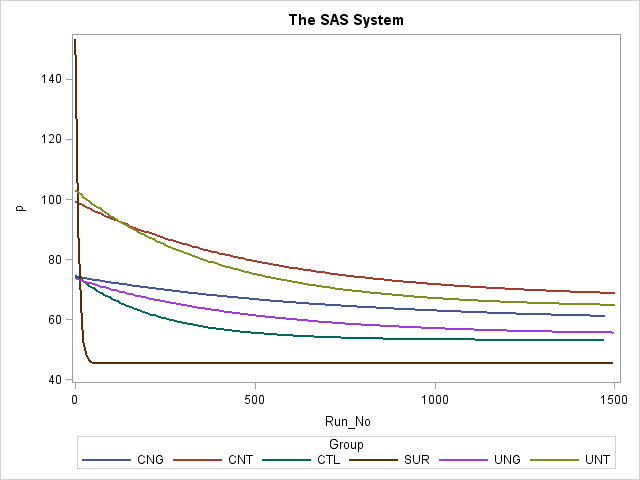 The SAS System
140
120
100
80
60
40
p
0 500 1000 1500
Run_No
Group
CNG CNT CTL SUR UNG UNT